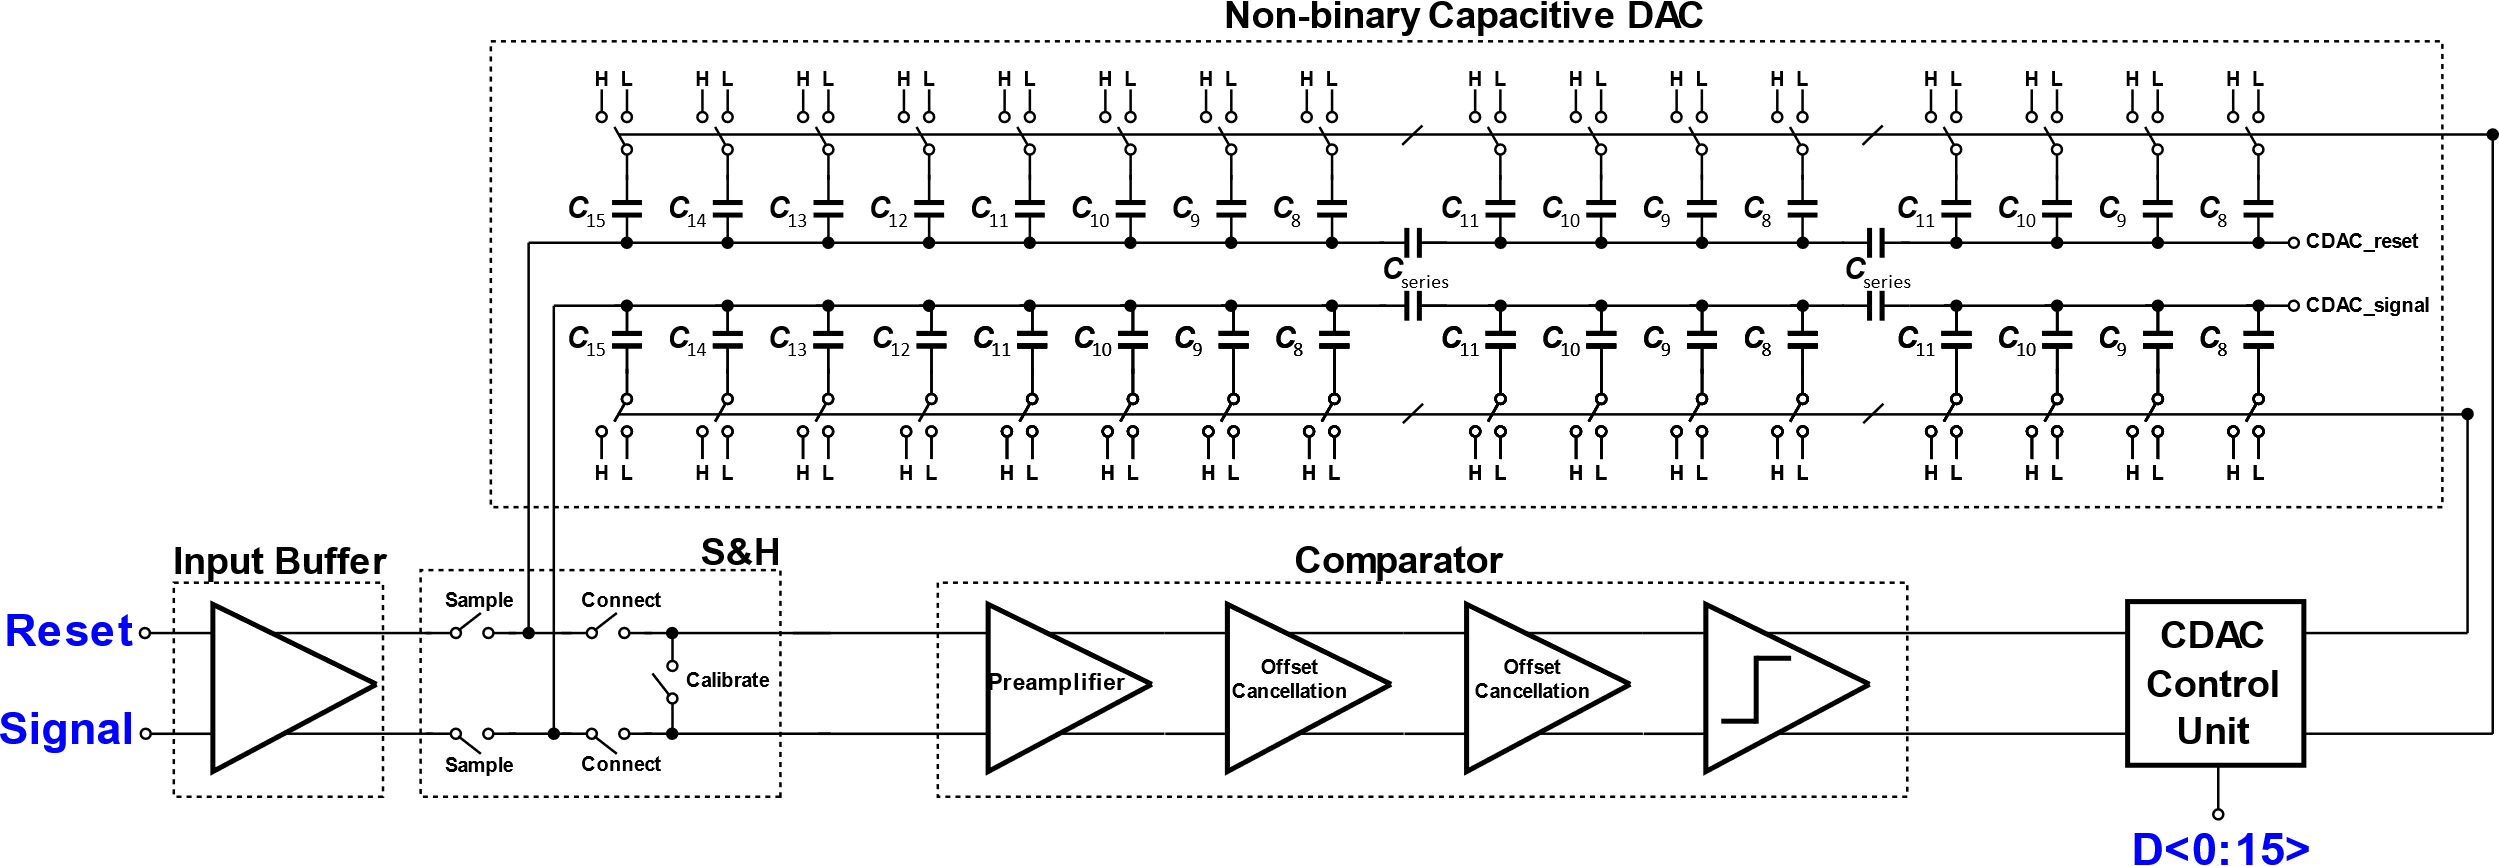 Non-binary Capacitive DAC
H L H L H L H L H L H L H L H L H L H L H L H L H L H L H L H L
C15 C14 C13 C12 C11 C10 C9 C8 C11 C10 C9 C8 C11 C10 C9 C8
CDAC_reset
Cseries Cseries
CDAC_signal
C15 C14 C13 C12 C11 C10 C9 C8 C11 C10 C9 C8 C11 C10 C9 C8
H L H L H L H L H L H L H L H L H L H L H L H L H L H L H L H L
Input Buffer
S&H
Comparator
Reset
Signal
Sample
Connect
Calibrate
Sample
Connect
Preamplifier
Offset
Cancellation
Offset
Cancellation
CDAC
Control
Unit
D<0:15>